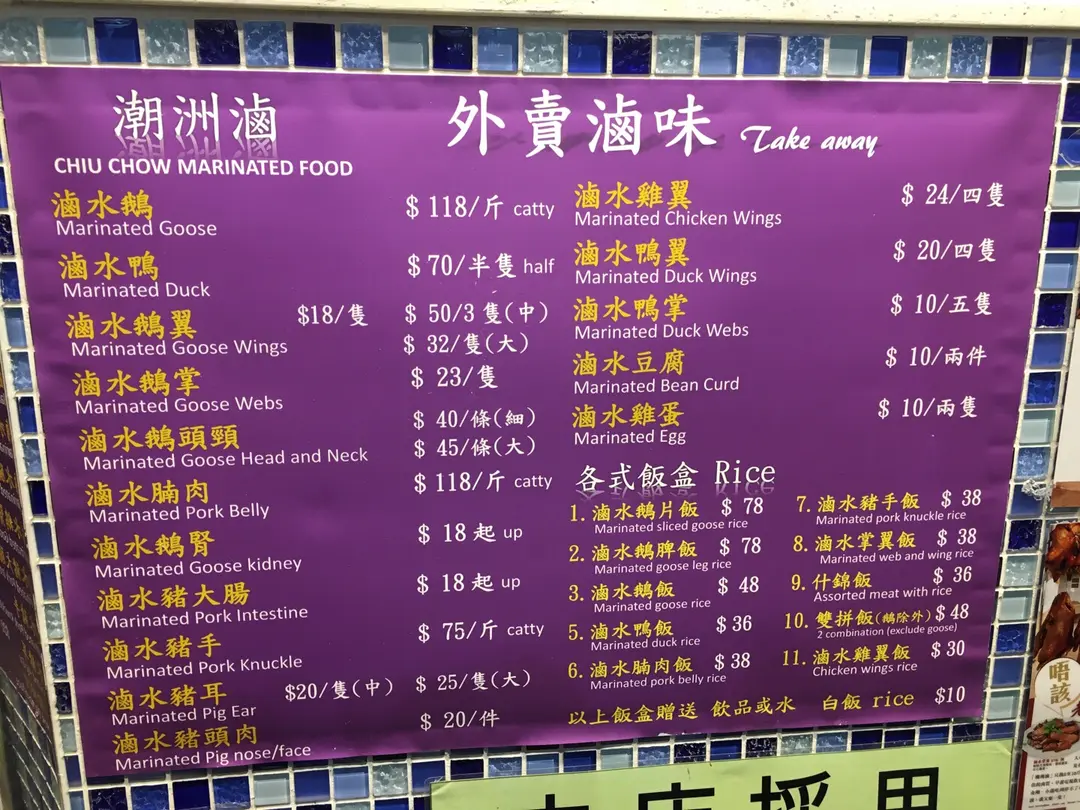 潮洲滷
CHIU CHOW MARINATED FOOD
外賣滷味 Take away
滷水鵝 $ 118/斤 catty
Marinated Goose
滷水鴨 $70/半隻 half
Marinated Duck
滷水鵝翼 $18/隻 $ 50/3隻(中)
Marinated Goose Wings $ 32/隻(大)
滷水鵝掌 $ 23/隻
Marinated Goose Webs
滷水鵝頭頸 $ 40/條(細)
Marinated Goose Head and Neck $ 45/條(大)
滷水腩肉 $ 118/斤 catty
Marinated Pork Belly
滷水鵝腎 $ 18起 up
Marinated Goose kidney
滷水豬大腸 $ 18起 up
Marinated Pork Intestine
滷水豬手 $ 75/斤 catty
Marinated Pork Knuckle
滷水豬耳 $20/隻(中) $ 25/隻(大)
Marinated Pig Ear
滷水豬頭肉 $ 20/件
Marinated Pig nose/face
滷水雞翼 $ 24/四隻
Marinated Chicken Wings
滷水鴨翼 $ 20/四隻
Marinated Duck Wings
滷水鴨掌 $ 10/五隻
Marinated Duck Webs
滷水豆腐 $ 10/兩件
Marinated Bean Curd
滷水雞蛋 $ 10/兩隻
Marinated Egg
各式飯盒 Rice
1. 滷水鵝片飯 $ 78
Marinated sliced goose rice
2. 滷水鵝脾飯 $ 78
Marinated goose leg rice
3. 滷水鵝飯 $ 48
Marinated goose rice
5. 滷水鴨飯 $36
Marinated duck rice
6. 滷水腩肉飯 $38
Marinated pork belly rice
7. 滷水豬手飯 $ 38
Marinated pork knuckle rice
8. 滷水掌翼飯 $ 38
Marinated web and wing rice
9. 什錦飯 $ 36
Assorted meat with rice
10. 雙拼飯(鵝除外) $ 48
2 combination (exclude goose)
11. 滷水雞翼飯 $ 30
Chicken wings rice
以上飯盒贈送 飲品或水 白飯 rice $10
唔該